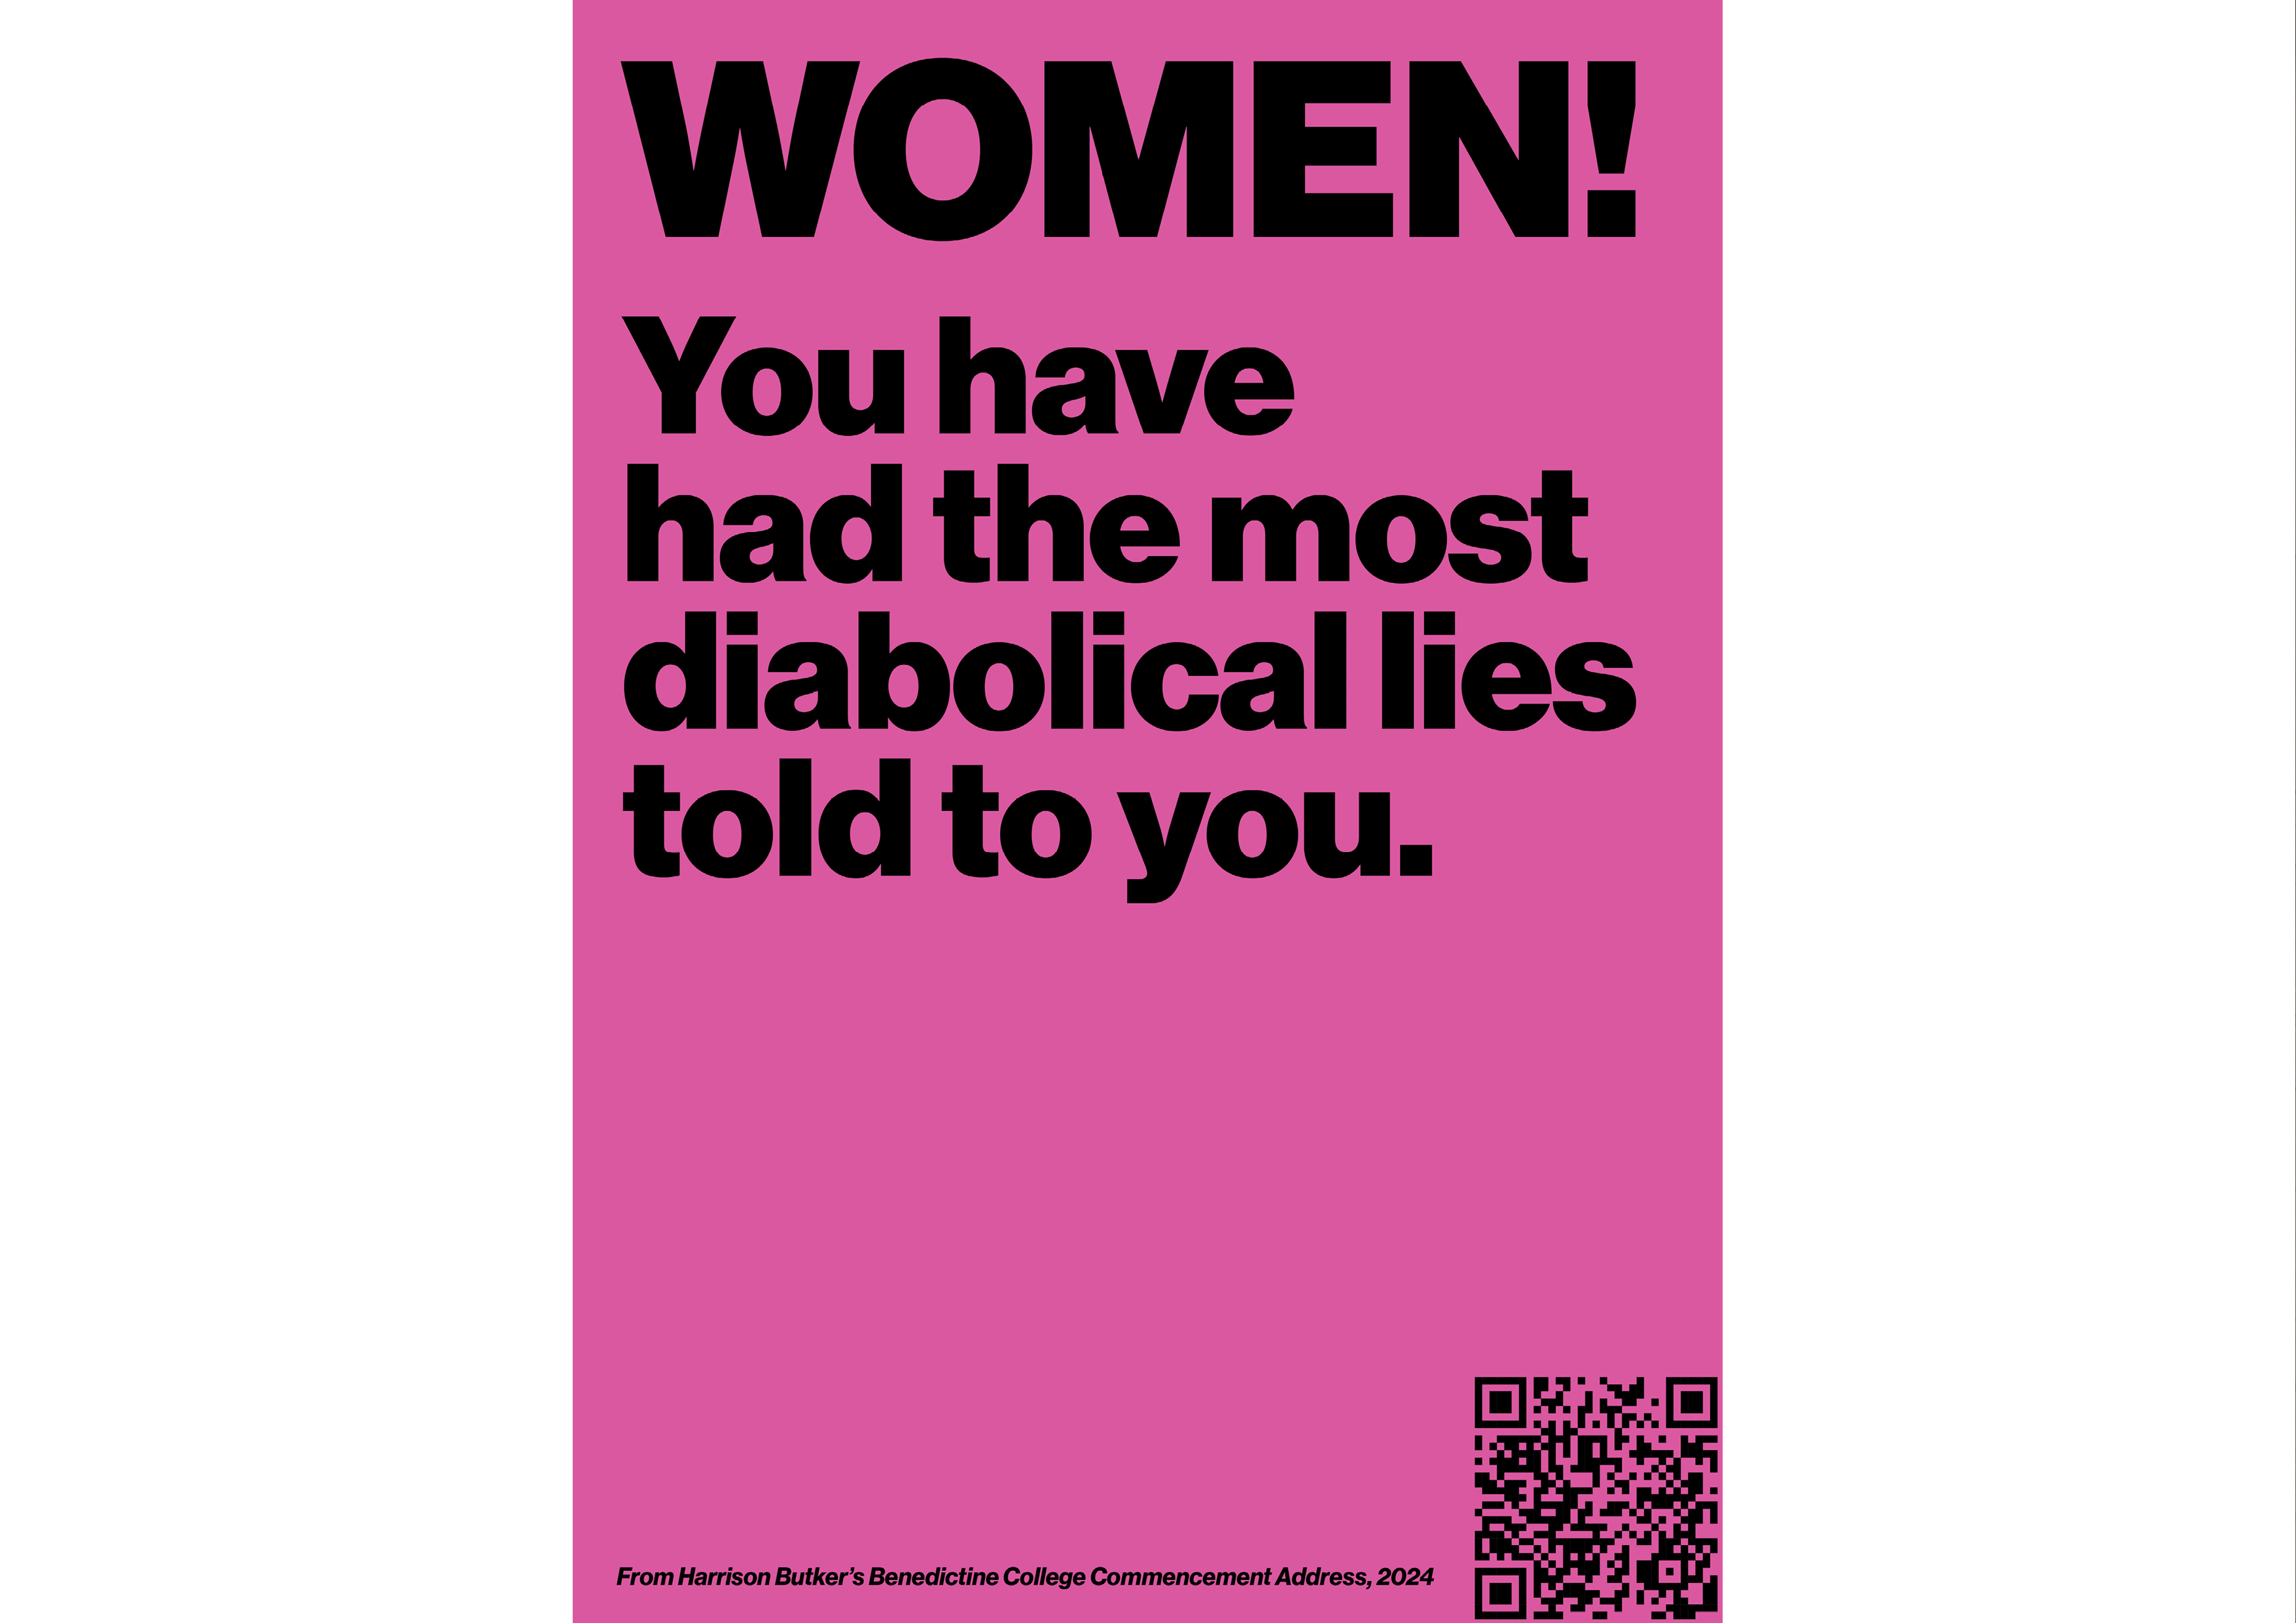 WOMEN!
You have
had the most
diabolical lies
told to you.
From Harrison Butker’s Benedictine College Commencement Address, 2024